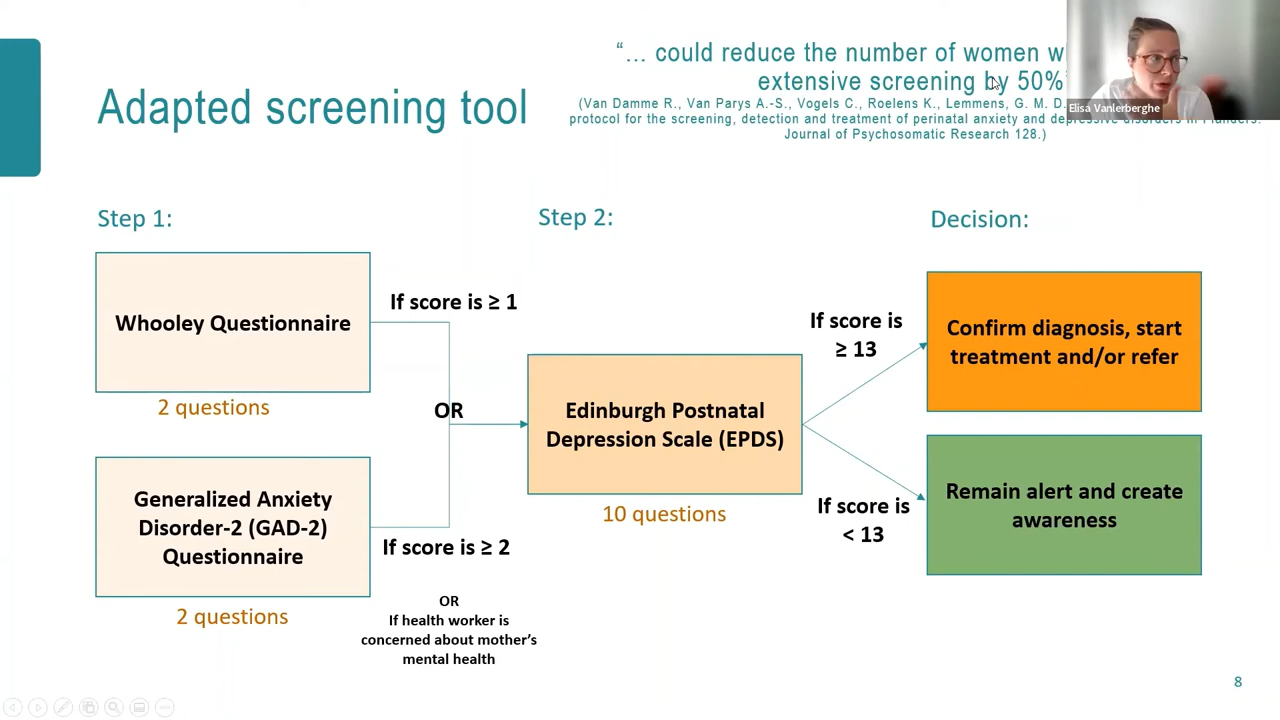 “… could reduce the number of women w
extensive screening by 50%”
Adapted screening tool
(Van Damme R., Van Parys A.-S., Vogels C., Roelens K., Lemmens, G. M. D.
protocol for the screening, detection and treatment of perinatal anxiety and depressive disorders in Flanders.
Journal of Psychosomatic Research 128.)
Elisa Vanlerberghe
Step 1:
Step 2:
Decision:
Whooley Questionnaire
2 questions
If score is ≥ 1
OR
Generalized Anxiety
Disorder-2 (GAD-2)
Questionnaire
2 questions
If score is ≥ 2
OR
If health worker is
concerned about mother’s
mental health
Edinburgh Postnatal
Depression Scale (EPDS)
10 questions
If score is
≥ 13
If score is
< 13
Confirm diagnosis, start
treatment and/or refer
Remain alert and create
awareness
8